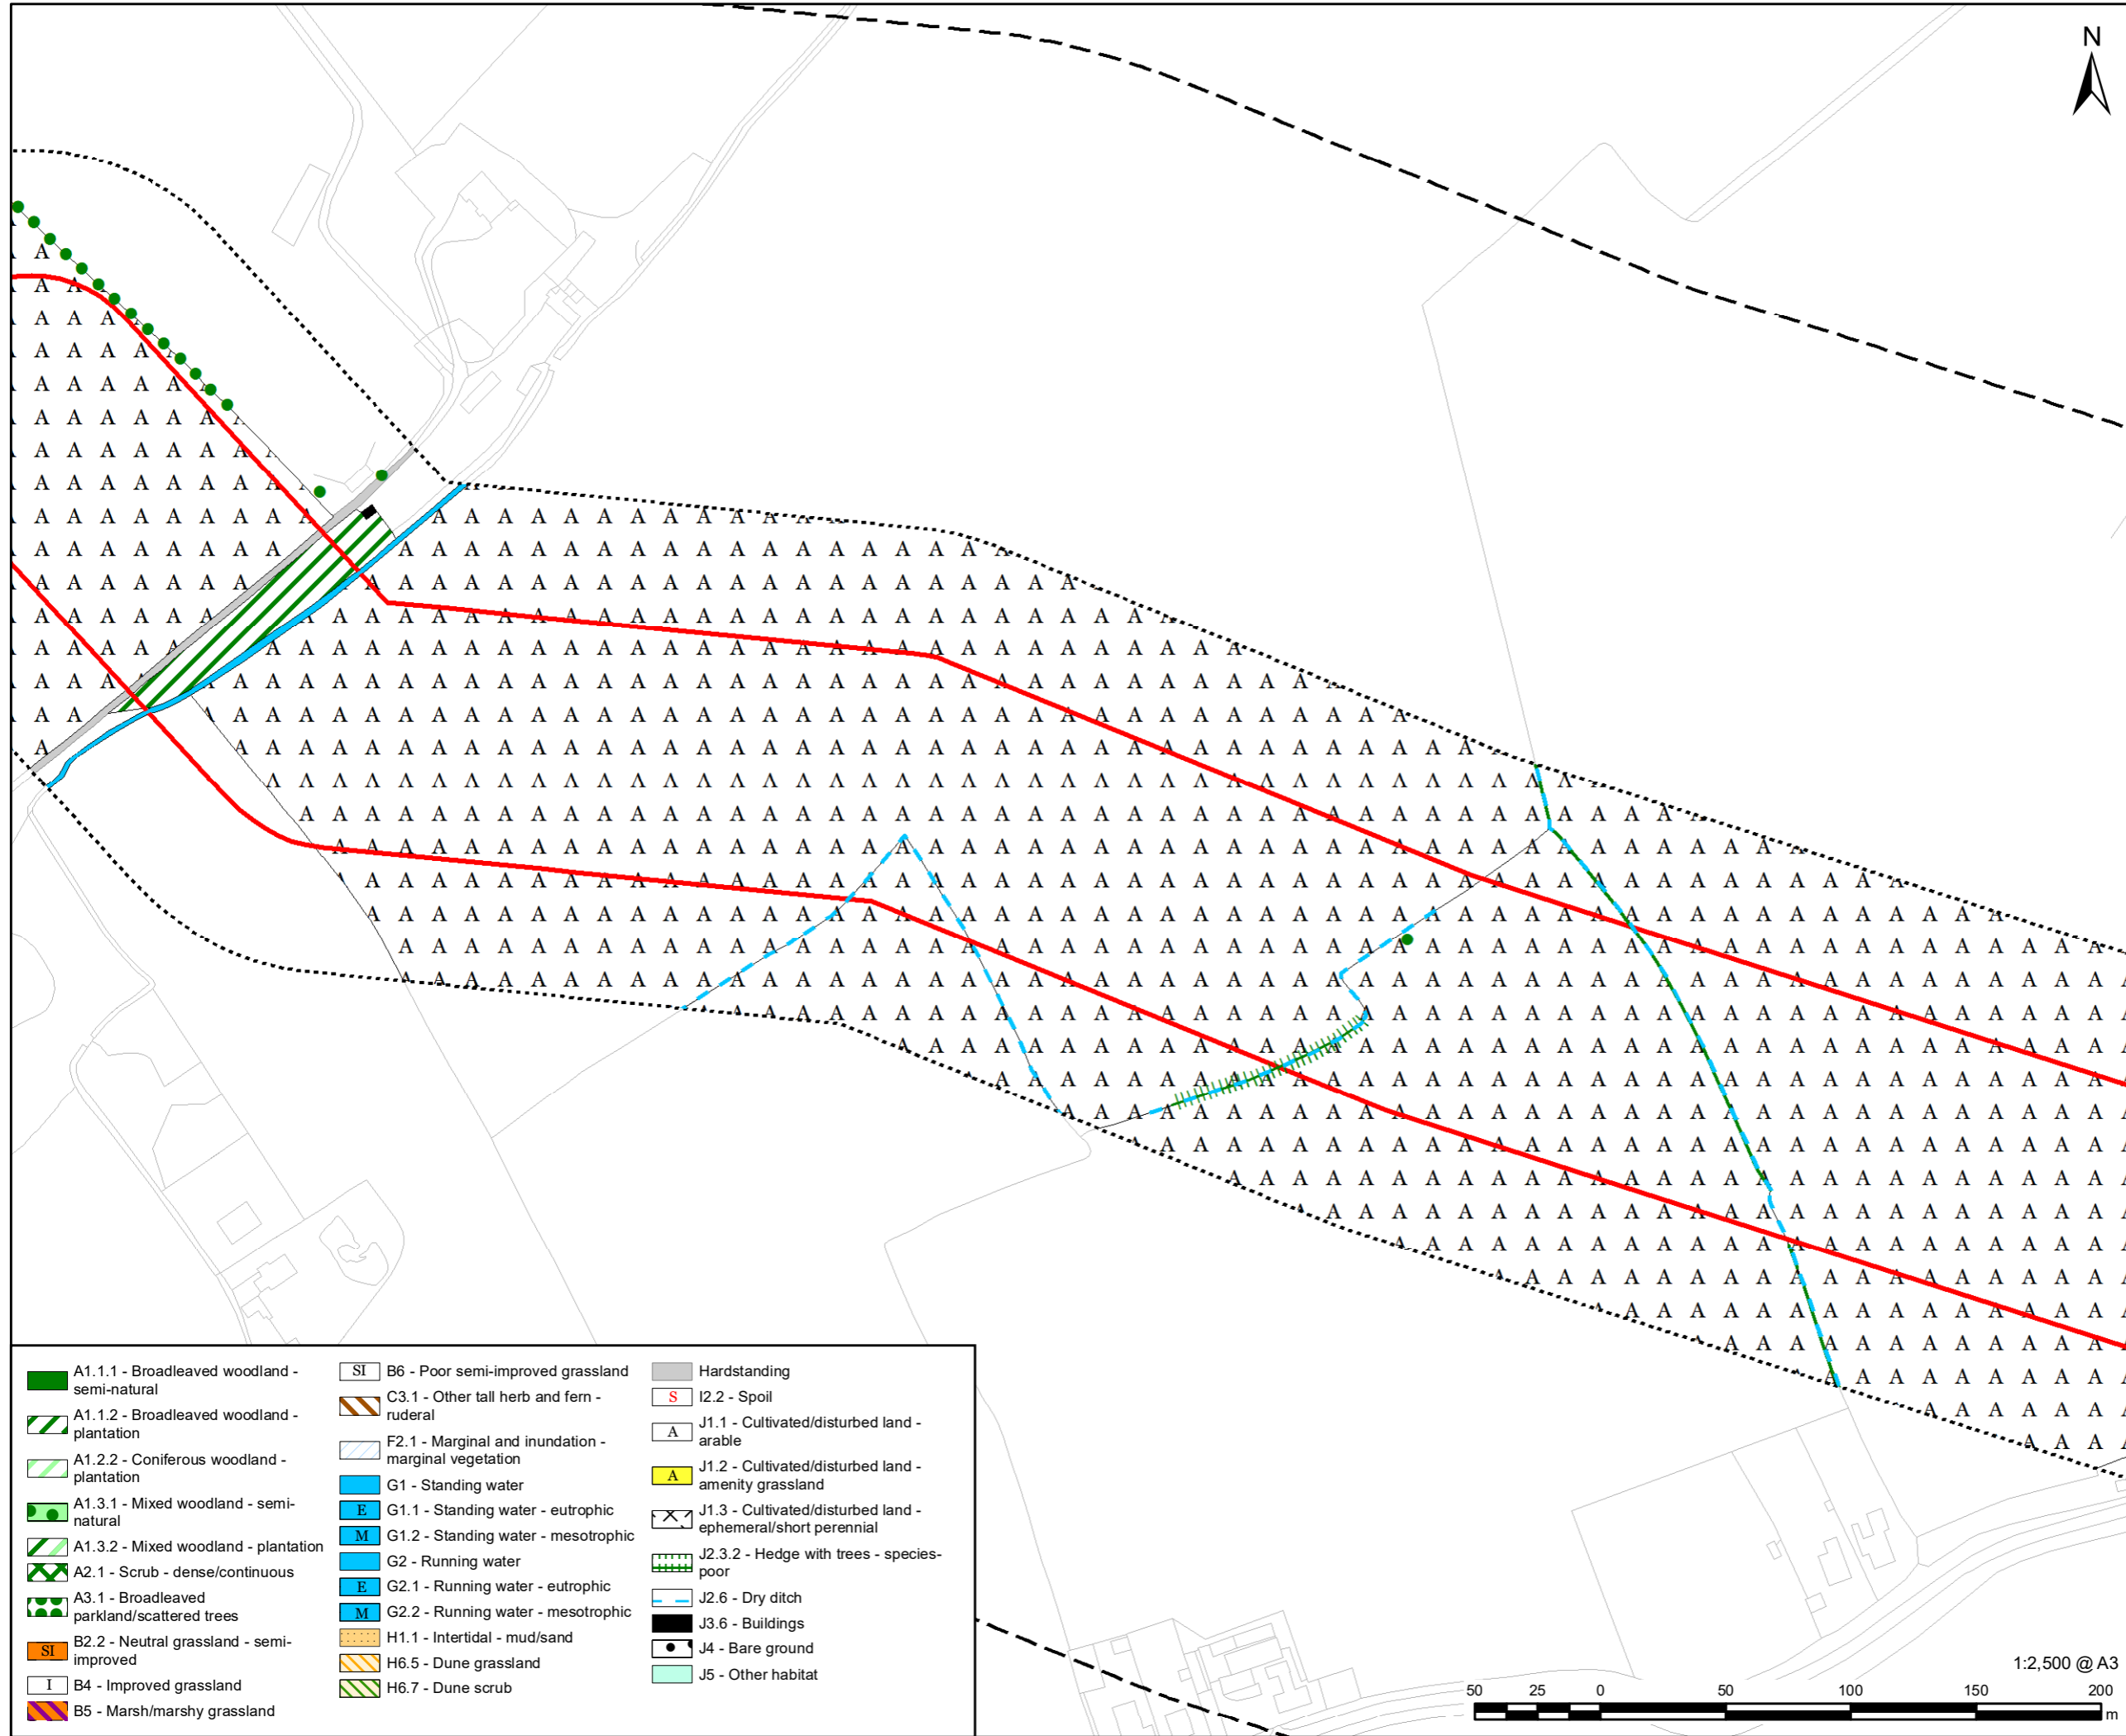 N
A1.1.1 - Broadleaved woodland -
semi-natural
A1.1.2 - Broadleaved woodland -
plantation
A1.2.2 - Coniferous woodland -
plantation
A1.3.1 - Mixed woodland - semi-
natural
A1.3.2 - Mixed woodland - plantation
A2.1 - Scrub - dense/continuous
A3.1 - Broadleaved
parkland/scattered trees
SI B2.2 - Neutral grassland - semi-
improved
I B4 - Improved grassland
B5 - Marsh/marshy grassland
SI B6 - Poor semi-improved grassland
C3.1 - Other tall herb and fern -
ruderal
F2.1 - Marginal and inundation -
marginal vegetation
G1 - Standing water
E G1.1 - Standing water - eutrophic
M G1.2 - Standing water - mesotrophic
G2 - Running water
E G2.1 - Running water - eutrophic
M G2.2 - Running water - mesotrophic
H1.1 - Intertidal - mud/sand
H6.5 - Dune grassland
H6.7 - Dune scrub
Hardstanding
S I2.2 - Spoil
A J1.1 - Cultivated/disturbed land -
arable
A J1.2 - Cultivated/disturbed land -
amenity grassland
J1.3 - Cultivated/disturbed land -
ephemeral/short perennial
J2.3.2 - Hedge with trees - species-
poor
J2.6 - Dry ditch
J3.6 - Buildings
J4 - Bare ground
J5 - Other habitat
1:2,500 @ A3
50 25 0 50 100 150 200
m